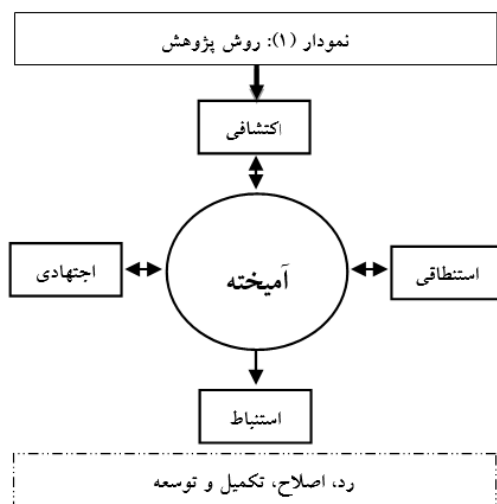 نمودار (۱): روش پژوهش
اکتشافی
استنطاقی
آمیخته
اجتهادی
استنباط
رد، اصلاح، تکمیل و توسعه